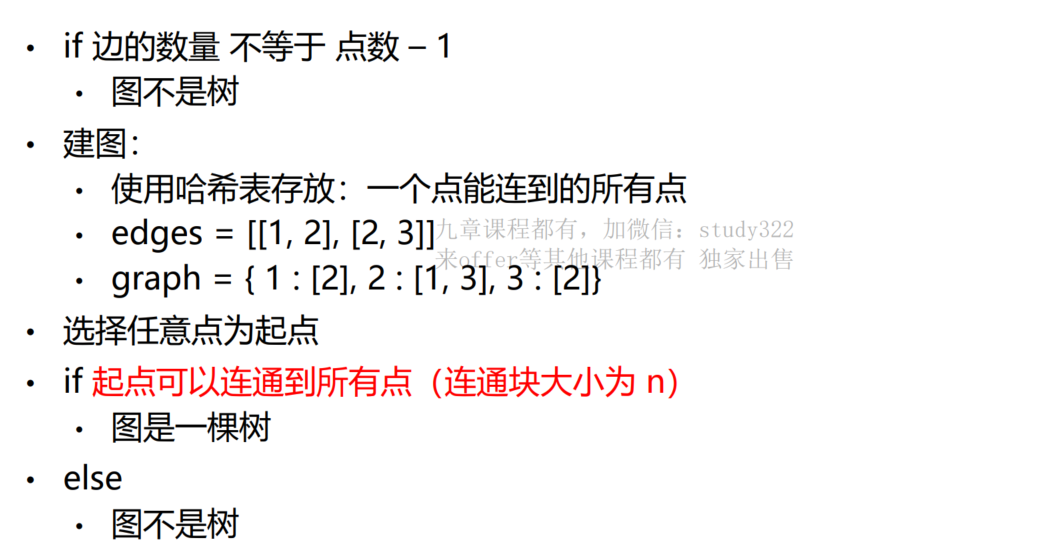 • if 边的数量 不等于 点数 – 1
• 图不是树
• 建图：
• 使用哈希表存放：一个点能连到的所有点
• edges = [[1, 2], [2, 3]]
九章课程都有，加微信：study322
来offer等其他课程都有 独家出售
• graph = { 1 : [2], 2 : [1, 3], 3 : [2]}
• 选择任意点为起点
• if 起点可以连通到所有点（连通块大小为 n）
• 图是一棵树
• else
• 图不是树